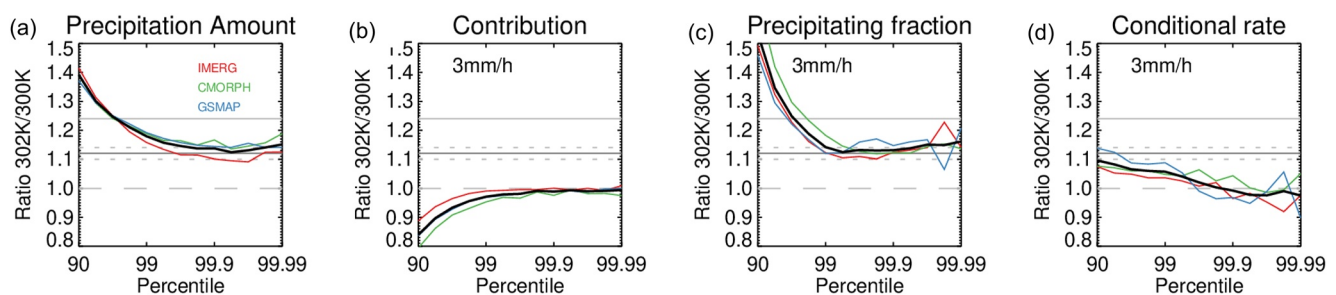 (a) Precipitation Amount
Ratio 302K/300K
1.5
1.4
1.3
1.2
1.1
1.0
0.9
0.8
IMERG
CMORPH
GSMAP
90 99 99.9 99.99
Percentile
(b) Contribution
Ratio 302K/300K
1.5
1.4
1.3
1.2
1.1
1.0
0.9
0.8
3mm/h
90 99 99.9 99.99
Percentile
(c) Precipitating fraction
Ratio 302K/300K
1.5
1.4
1.3
1.2
1.1
1.0
0.9
0.8
3mm/h
90 99 99.9 99.99
Percentile
(d) Conditional rate
Ratio 302K/300K
1.5
1.4
1.3
1.2
1.1
1.0
0.9
0.8
3mm/h
90 99 99.9 99.99
Percentile